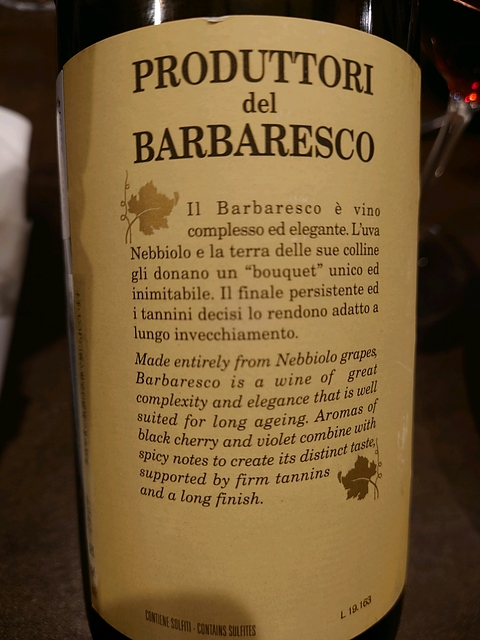 PRODUTTORI
del
BARBARESCO
Il Barbaresco è vino
complesso ed elegante. L'uva
Nebbiolo e la terra delle sue colline
gli donano un "bouquet" unico ed
inimitabile. Il finale persistente ed
i tannini decisi lo rendono adatto a
lungo invecchiamento.
Made entirely from Nebbiolo grapes,
Barbaresco is a wine of great
complexity and elegance that is well
suited for long ageing. Aromas of
black cherry and violet combine with
spicy notes to create its distinct taste,
supported by firm tannins
and a long finish.
CONTIENE SOLFITI - CONTAINS SULFITES
L 19.163